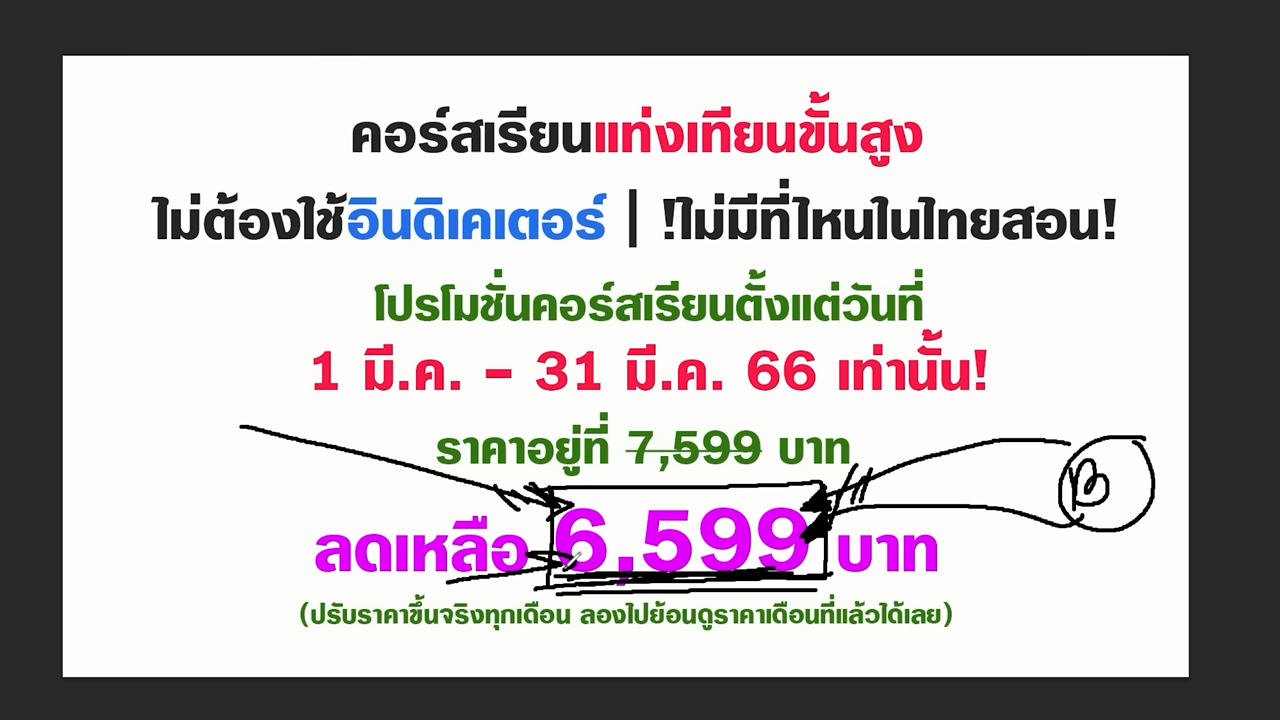 คอร์สเรียนแท่งเทียนขั้นสูง
ไม่ต้องใช้อินดิเคเตอร์ | !ไม่มีที่ไหนในไทยสอน!
โปรโมชั่นคอร์สเรียนตั้งแต่วันที่
1 มี.ค. – 31 มี.ค. 66 เท่านั้น!
ราคาอยู่ที่ 7,599 บาท
ลดเหลือ 6,599 บาท
(ปรับราคาขึ้นจริงทุกเดือน ลองไปย้อนดูราคาเดือนที่แล้วได้เลย)